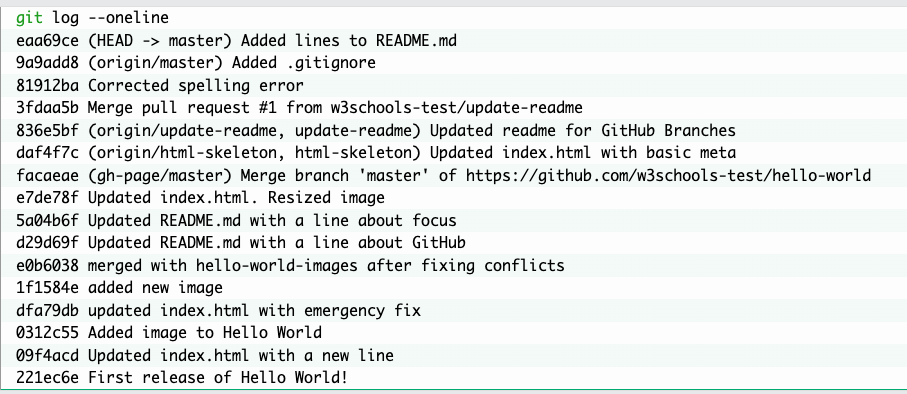 git log --oneline
eaa69ce (HEAD -> master) Added lines to README.md
9a9add8 (origin/master) Added .gitignore
81912ba Corrected spelling error
3fdaa5b Merge pull request #1 from w3schools-test/update-readme
836e5bf (origin/update-readme, update-readme) Updated readme for GitHub Branches
daf4f7c (origin/html-skeleton, html-skeleton) Updated index.html with basic meta
facaeae (gh-page/master) Merge branch 'master' of https://github.com/w3schools-test/hello-world
e7de78f Updated index.html. Resized image
5a04b6f Updated README.md with a line about focus
d29d69f Updated README.md with a line about GitHub
e0b6038 merged with hello-world-images after fixing conflicts
1f1584e added new image
dfa79db updated index.html with emergency fix
0312c55 Added image to Hello World
09f4acd Updated index.html with a new line
221ec6e First release of Hello World!